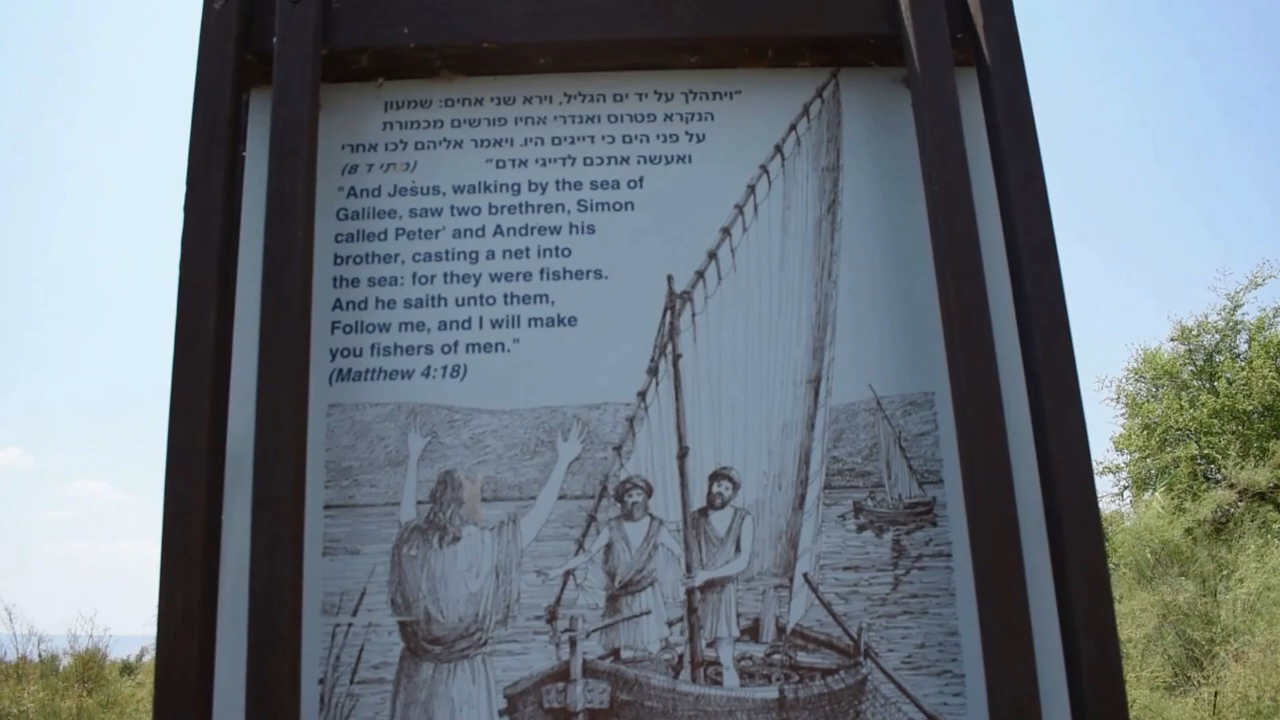 "ויתהלך על יד ים הגליל, וירא שני אחים: שמעון
הנקרא פטרוס ואנדרי אחיו פורשים מכמורת
על פני הים כי דייגים היו. ויאמר אליהם לכו אחרי
ואעשה אתכם לדייגי אדם" (מתי ד 8)
"And Jesus, walking by the sea of
Galilee, saw two brethren, Simon
called Peter' and Andrew his
brother, casting a net into
the sea: for they were fishers.
And he saith unto them,
Follow me, and I will make
you fishers of men."
(Matthew 4:18)